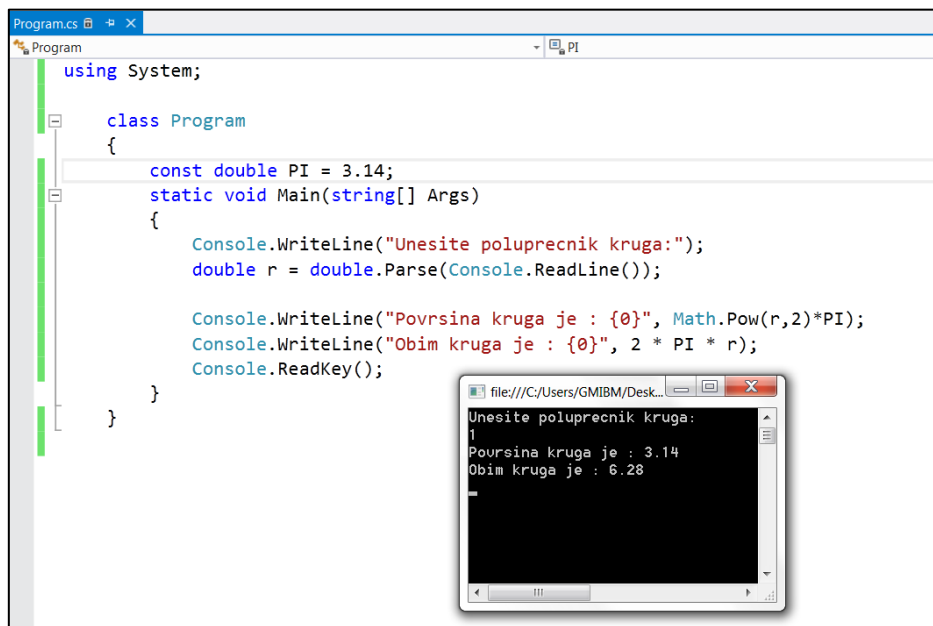 Program.cs
Program PI
using System;
class Program
{
const double PI = 3.14;
static void Main(string[] Args)
{
Console.WriteLine("Unesite poluprecnik kruga:");
double r = double.Parse(Console.ReadLine());
Console.WriteLine("Povrsina kruga je : {0}", Math.Pow(r,2)*PI);
Console.WriteLine("Obim kruga je : {0}", 2 * PI * r);
Console.ReadKey();
}
}
file:///C:/Users/GMIBM/Desk...
Unesite poluprecnik kruga:
1
Povrsina kruga je : 3.14
Obim kruga je : 6.28